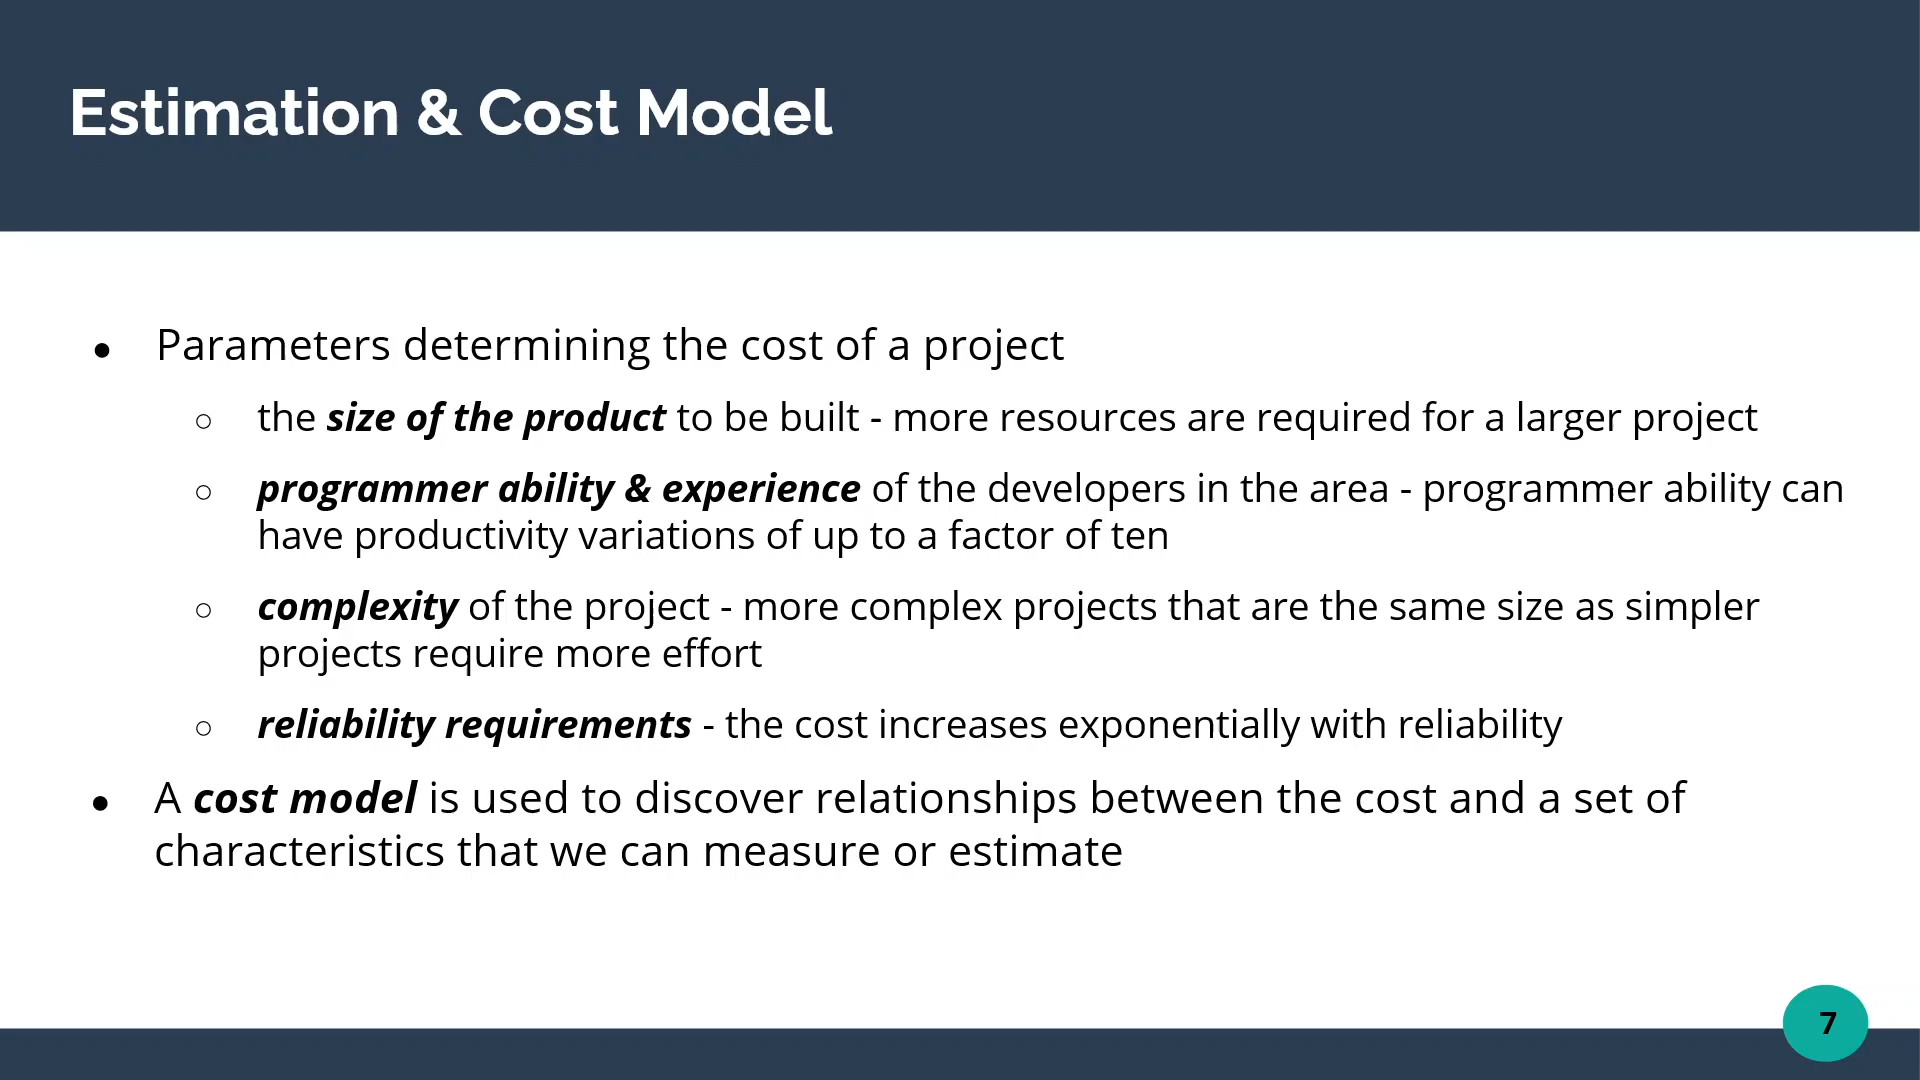 Estimation & Cost Model
● Parameters determining the cost of a project
○ the size of the product to be built - more resources are required for a larger project
○ programmer ability & experience of the developers in the area - programmer ability can
have productivity variations of up to a factor of ten
○ complexity of the project - more complex projects that are the same size as simpler
projects require more effort
○ reliability requirements - the cost increases exponentially with reliability
● A cost model is used to discover relationships between the cost and a set of
characteristics that we can measure or estimate
7